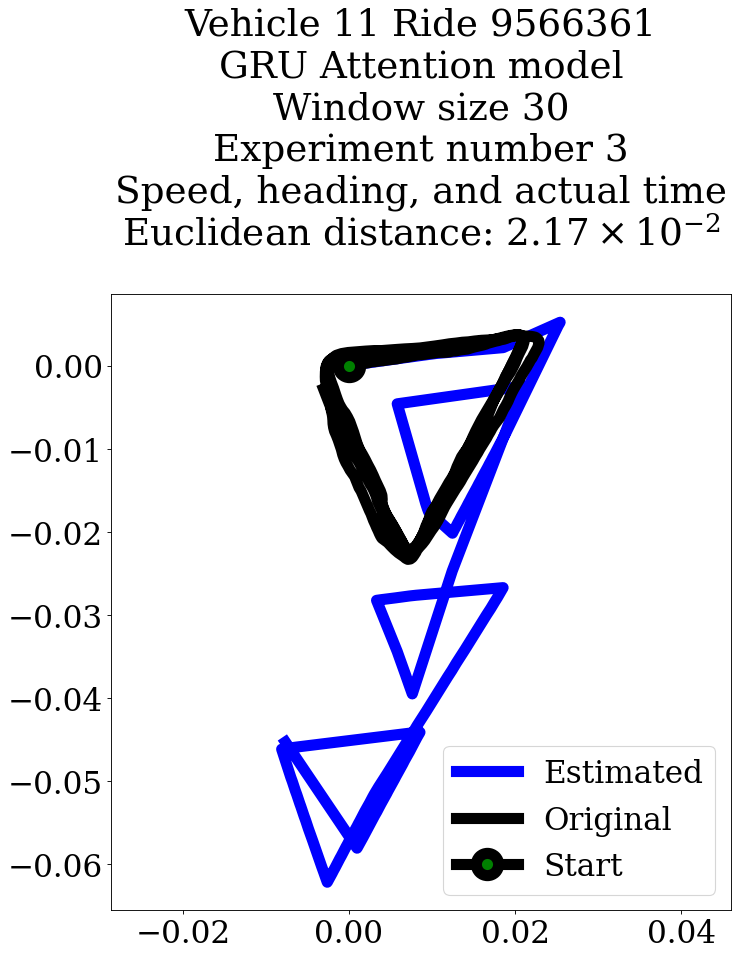 Vehicle 11 Ride 9566361
GRU Attention model
Window size 30
Experiment number 3
Speed, heading, and actual time
Euclidean distance: 2.17 × 10⁻²
0.00
−0.01
−0.02
−0.03
−0.04
−0.05
−0.06
Estimated
Original
Start
−0.02 0.00 0.02 0.04